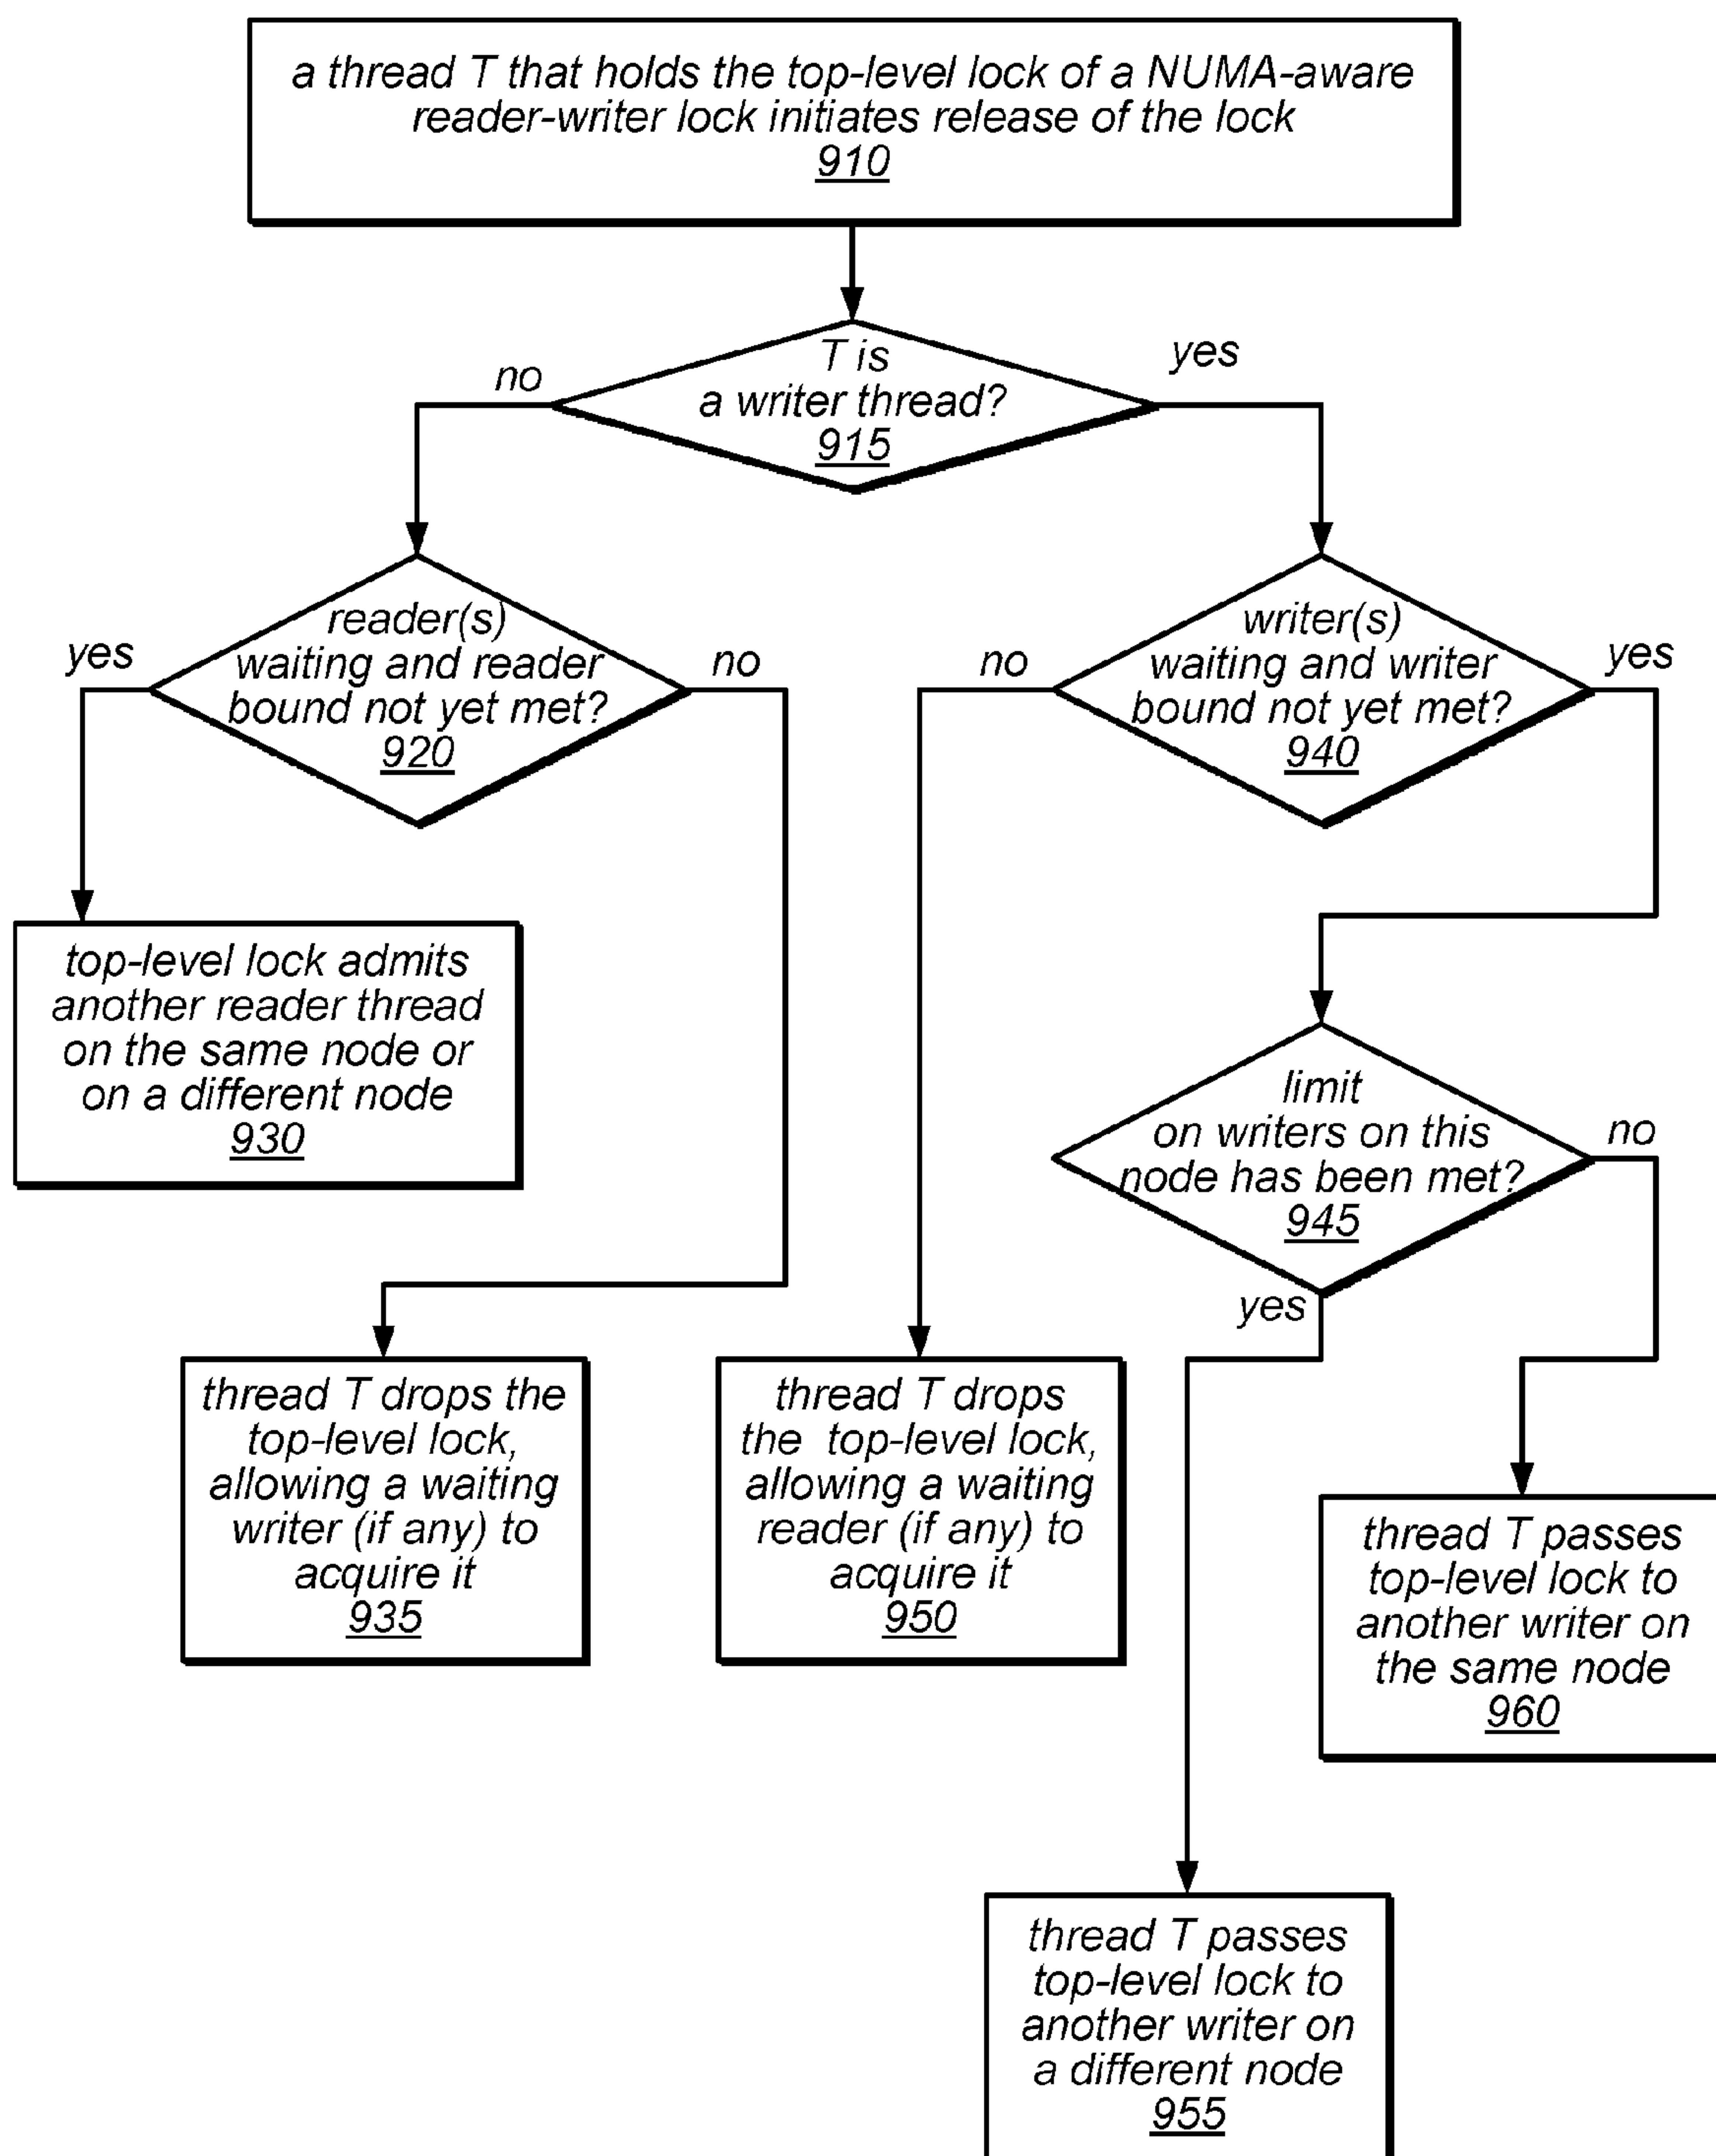 a thread T that holds the top-level lock of a NUMA-aware
reader-writer lock initiates release of the lock
910
T is
a writer thread?
915
no
yes
reader(s)
waiting and reader
bound not yet met?
920
yes
no
writer(s)
waiting and writer
bound not yet met?
940
no
yes
top-level lock admits
another reader thread
on the same node or
on a different node
930
limit
on writers on this
node has been met?
945
no
yes
thread T drops the
top-level lock,
allowing a waiting
writer (if any) to
acquire it
935
thread T drops
the top-level lock,
allowing a waiting
reader (if any) to
acquire it
950
thread T passes
top-level lock to
another writer on
the same node
960
thread T passes
top-level lock to
another writer on
a different node
955